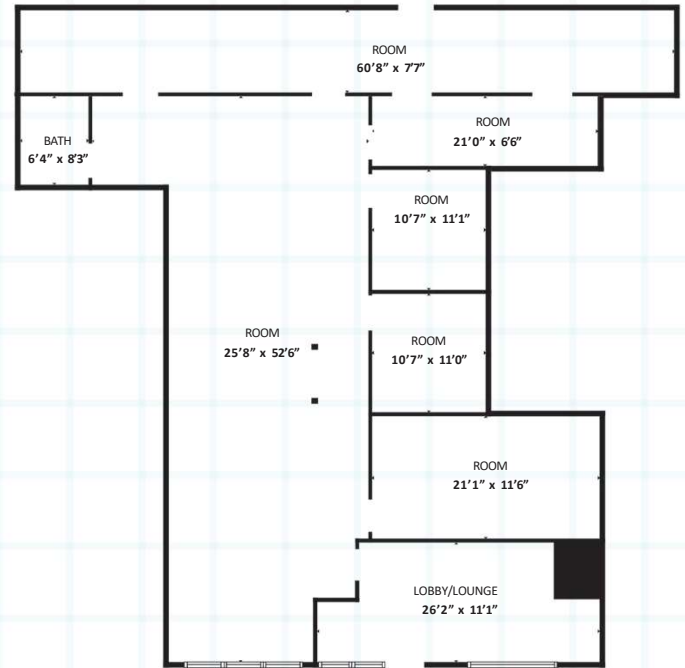 ROOM
60'8" x 7'7"
ROOM
21'0" x 6'6"
BATH
6'4" x 8'3"
ROOM
10'7" x 11'1"
ROOM
25'8" x 52'6"
ROOM
10'7" x 11'0"
ROOM
21'1" x 11'6"
LOBBY/LOUNGE
26'2" x 11'1"